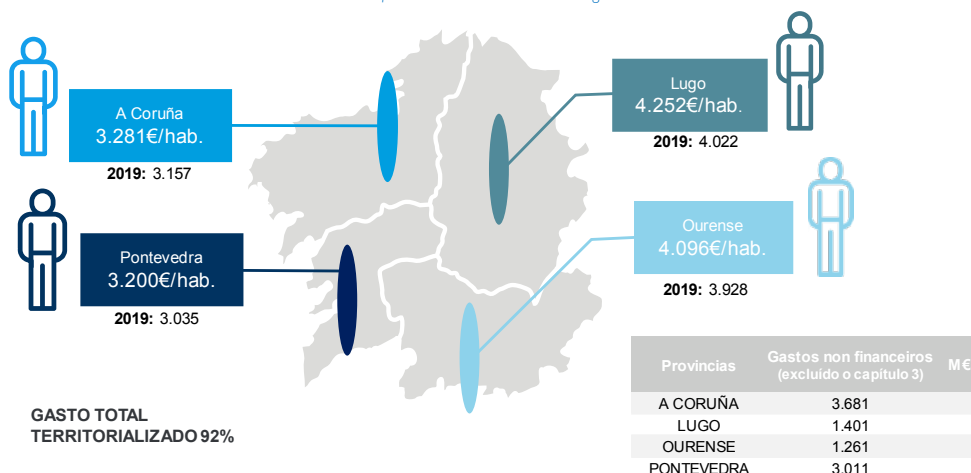 A Coruña
3.281€/hab.
2019: 3.157
Lugo
4.252€/hab.
2019: 4.022
Pontevedra
3.200€/hab.
2019: 3.035
Ourense
4.096€/hab.
2019: 3.928
GASTO TOTAL
TERRITORIALIZADO 92%
Provincias Gastos non financeiros M€
(excluido o capítulo 3)
A CORUÑA 3.681
LUGO 1.401
OURENSE 1.261
PONTEVEDRA 3.011